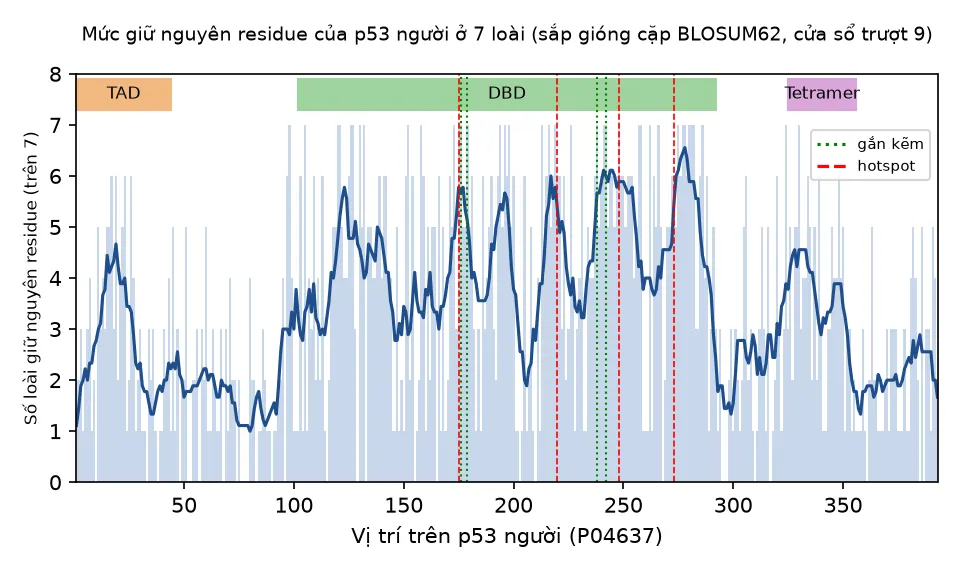 Mức giữ nguyên residue của p53 người ở 7 loài (sắp gióng cặp BLOSUM62, cửa sổ trượt 9)
8
7
6
5
4
3
2
1
0
Số loài giữ nguyên residue (trên 7)
TAD
DBD
Tetramer
gắn kẽm
hotspot
50
100
150
200
250
300
350
Vị trí trên p53 người (P04637)